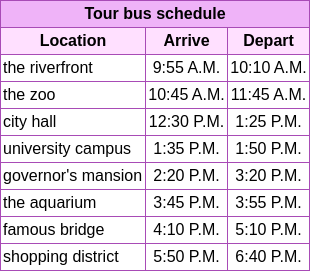 Tour bus schedule
Location Arrive Depart
the riverfront 9:55 A.M. 10:10 A.M.
the zoo 10:45 A.M. 11:45 A.M.
city hall 12:30 P.M. 1:25 P.M.
university campus 1:35 P.M. 1:50 P.M.
governor's mansion 2:20 P.M. 3:20 P.M.
the aquarium 3:45 P.M. 3:55 P.M.
famous bridge 4:10 P.M. 5:10 P.M.
shopping district 5:50 P.M. 6:40 P.M.